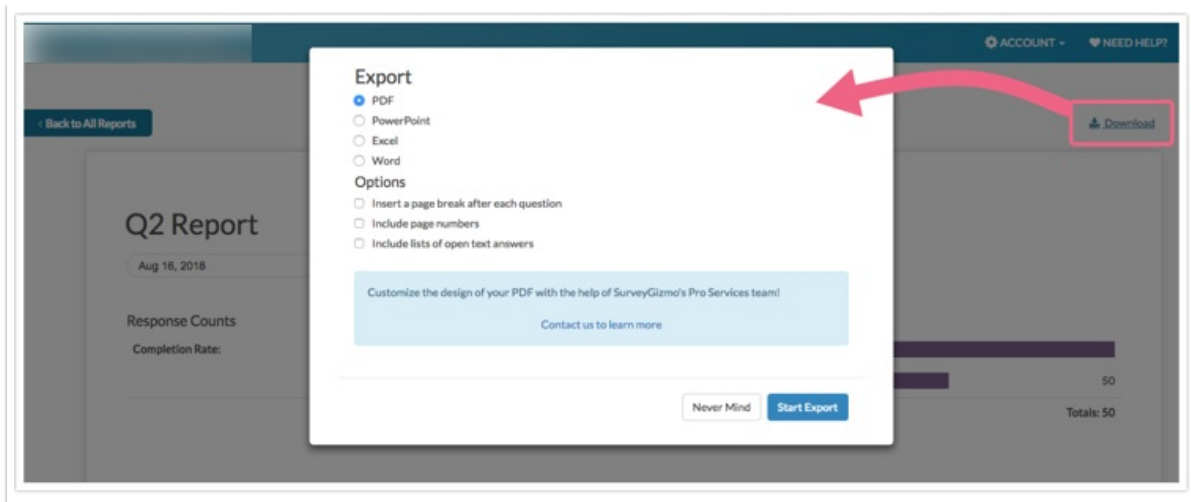 ACCOUNT
NEED HELP?
Back to All Reports
Download
Export
PDF
PowerPoint
Excel
Word
Options
Insert a page break after each question
Include page numbers
Include lists of open text answers
Customize the design of your PDF with the help of SurveyGizmo's Pro Services team!
Contact us to learn more
Never Mind
Start Export
Q2 Report
Aug 16, 2018
Response Counts
Completion Rate:
50
Totals: 50